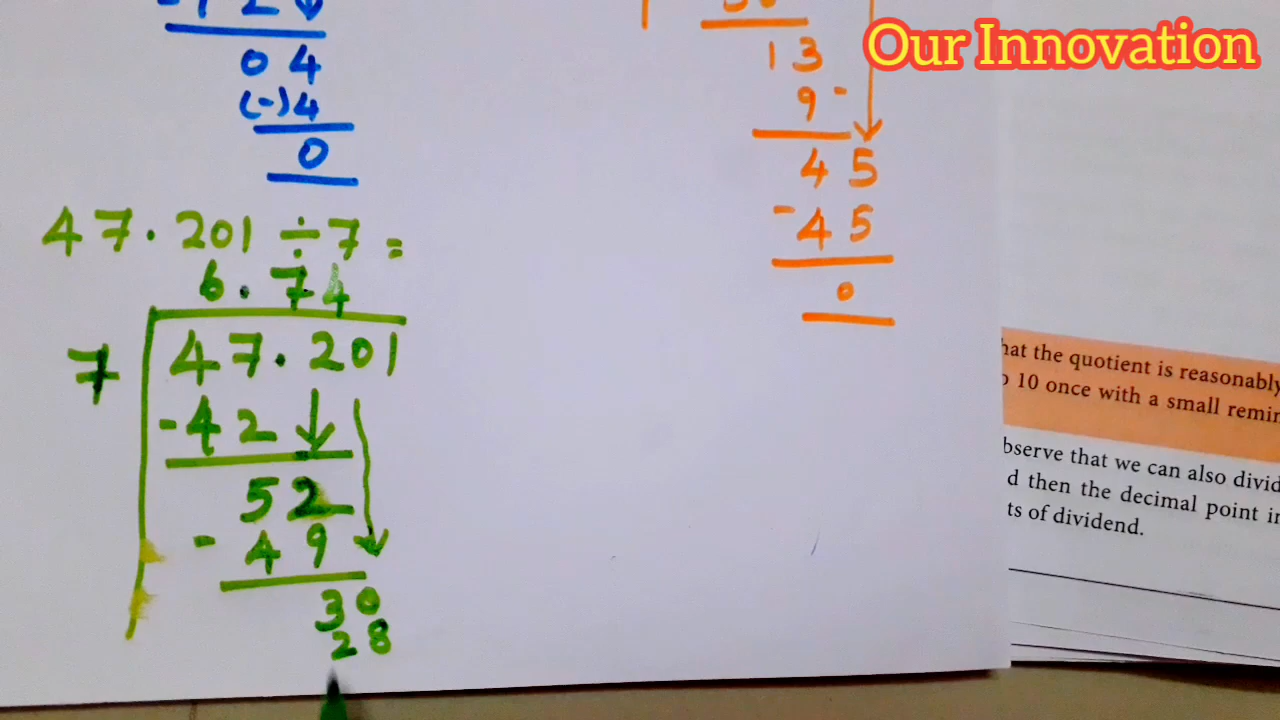 04
(-)4
0
47.201 ÷ 7 =
6.74
7 47.201
-42
52
- 49
30
28
13
9 -
45
-45
0
Our Innovation
hat the quotient is reasonably
10 once with a small remin
bserve that we can also divid
d then the decimal point in
ts of dividend.